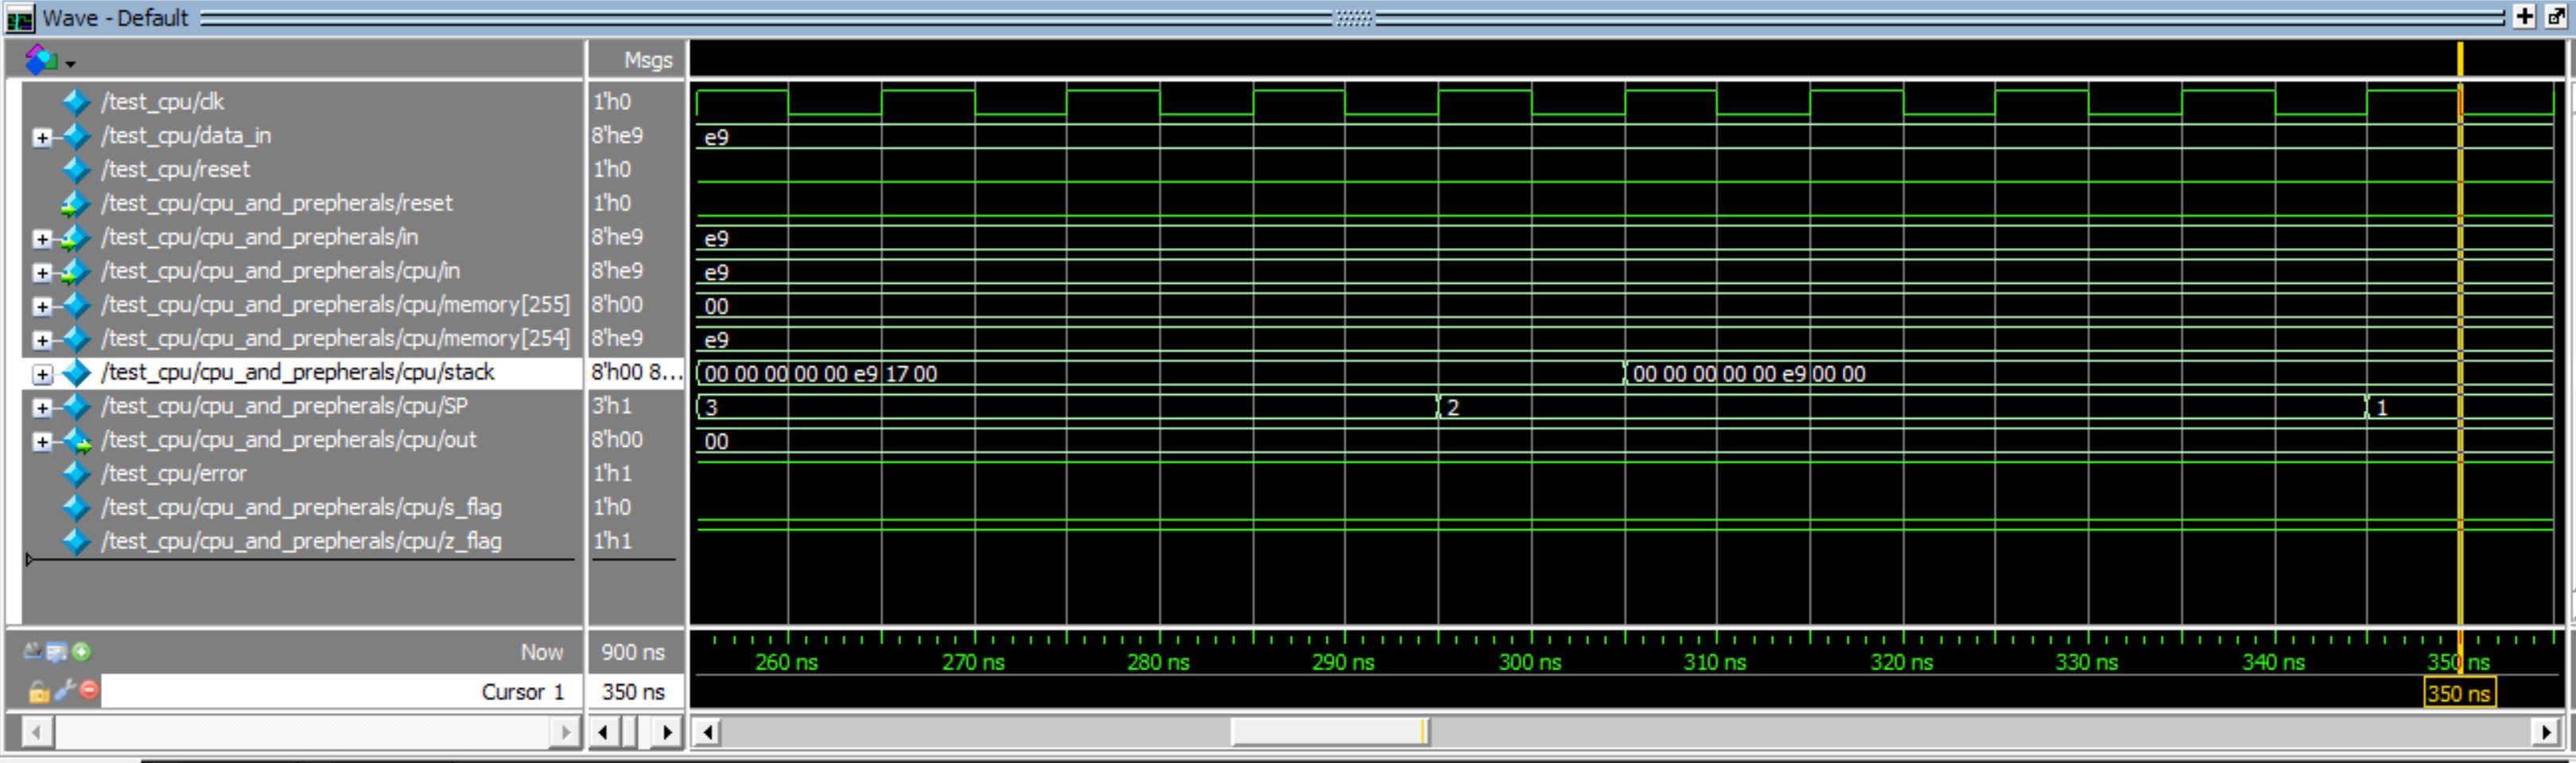 Wave - Default
Msgs
/test_cpu/clk 1'h0
/test_cpu/data_in 8'he9 e9
/test_cpu/reset 1'h0
/test_cpu/cpu_and_prepherals/reset 1'h0
/test_cpu/cpu_and_prepherals/in 8'he9 e9
/test_cpu/cpu_and_prepherals/cpu/in 8'he9 e9
/test_cpu/cpu_and_prepherals/cpu/memory[255] 8'h00 00
/test_cpu/cpu_and_prepherals/cpu/memory[254] 8'he9 e9
/test_cpu/cpu_and_prepherals/cpu/stack 8'h00 8... 00 00 00 00 00 e9 17 00 00 00 00 00 00 e9 00 00
/test_cpu/cpu_and_prepherals/cpu/SP 3'h1 3 2 1
/test_cpu/cpu_and_prepherals/cpu/out 8'h00 00
/test_cpu/error 1'h1
/test_cpu/cpu_and_prepherals/cpu/s_flag 1'h0
/test_cpu/cpu_and_prepherals/cpu/z_flag 1'h1
Now 900 ns 260 ns 270 ns 280 ns 290 ns 300 ns 310 ns 320 ns 330 ns 340 ns 350 ns
Cursor 1 350 ns 350 ns